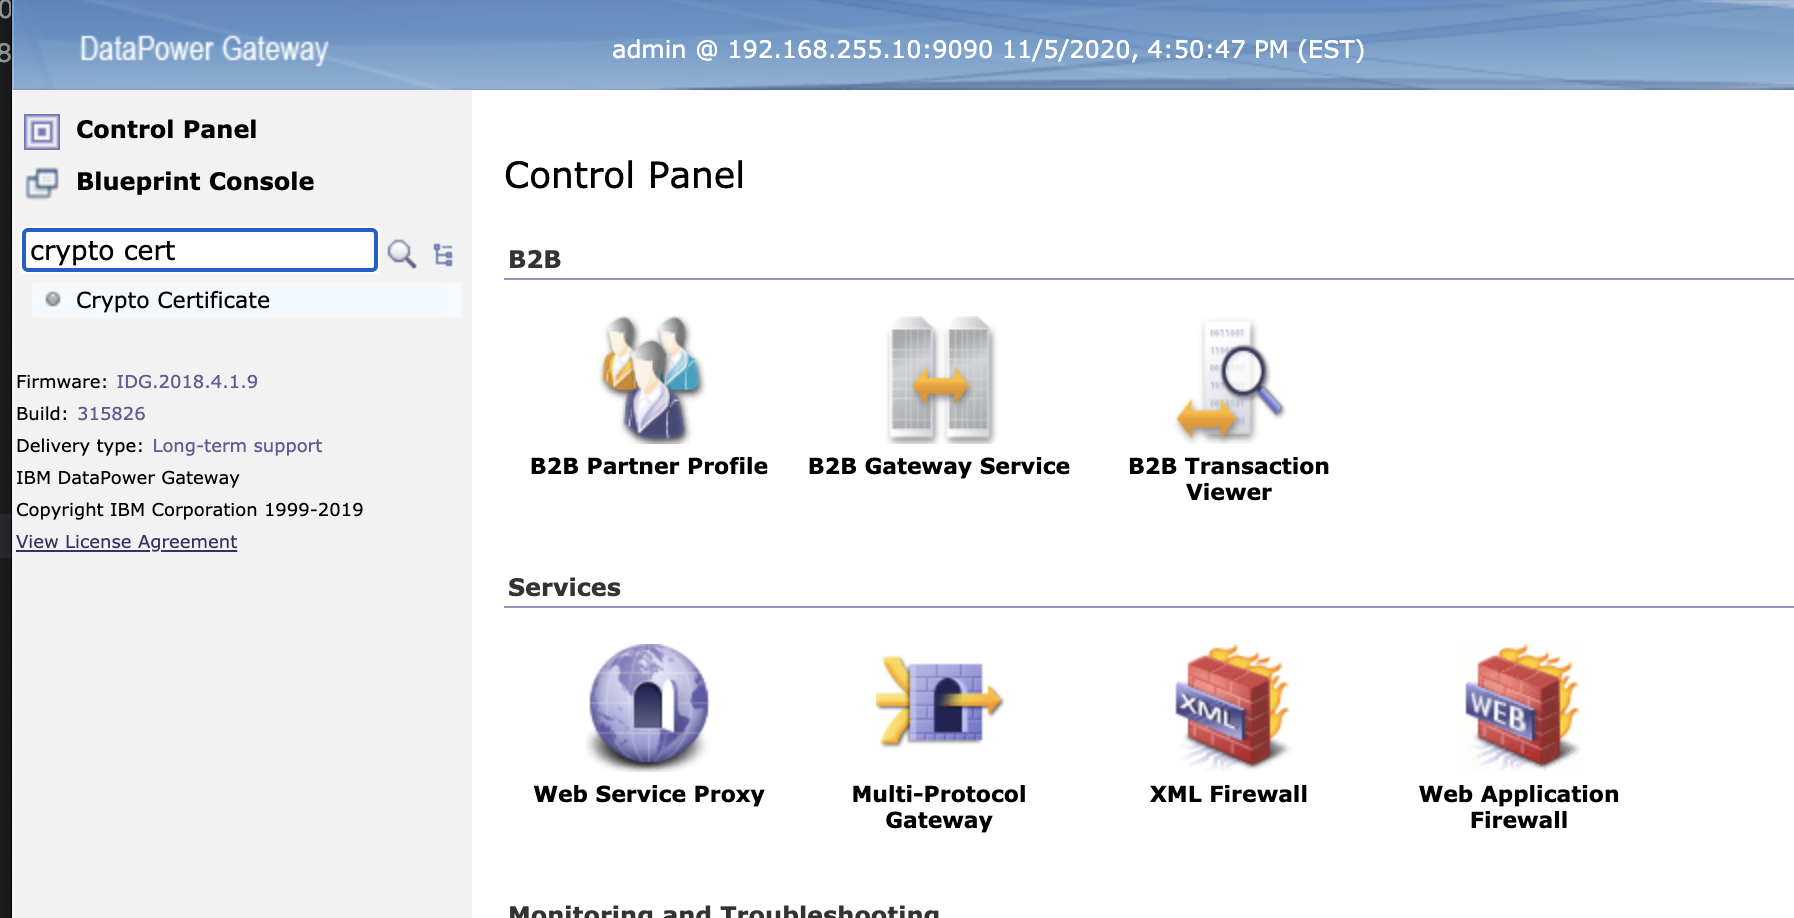 DataPower Gateway
admin @ 192.168.255.10:9090 11/5/2020, 4:50:47 PM (EST)
Control Panel
Blueprint Console
crypto cert
Crypto Certificate
Firmware: IDG.2018.4.1.9
Build: 315826
Delivery type: Long-term support
IBM DataPower Gateway
Copyright IBM Corporation 1999-2019
View License Agreement
Control Panel
B2B
B2B Partner Profile
B2B Gateway Service
B2B Transaction
Viewer
Services
XML
WEB
Web Service Proxy
Multi-Protocol
Gateway
XML Firewall
Web Application
Firewall
Monitoring and Troubleshooting